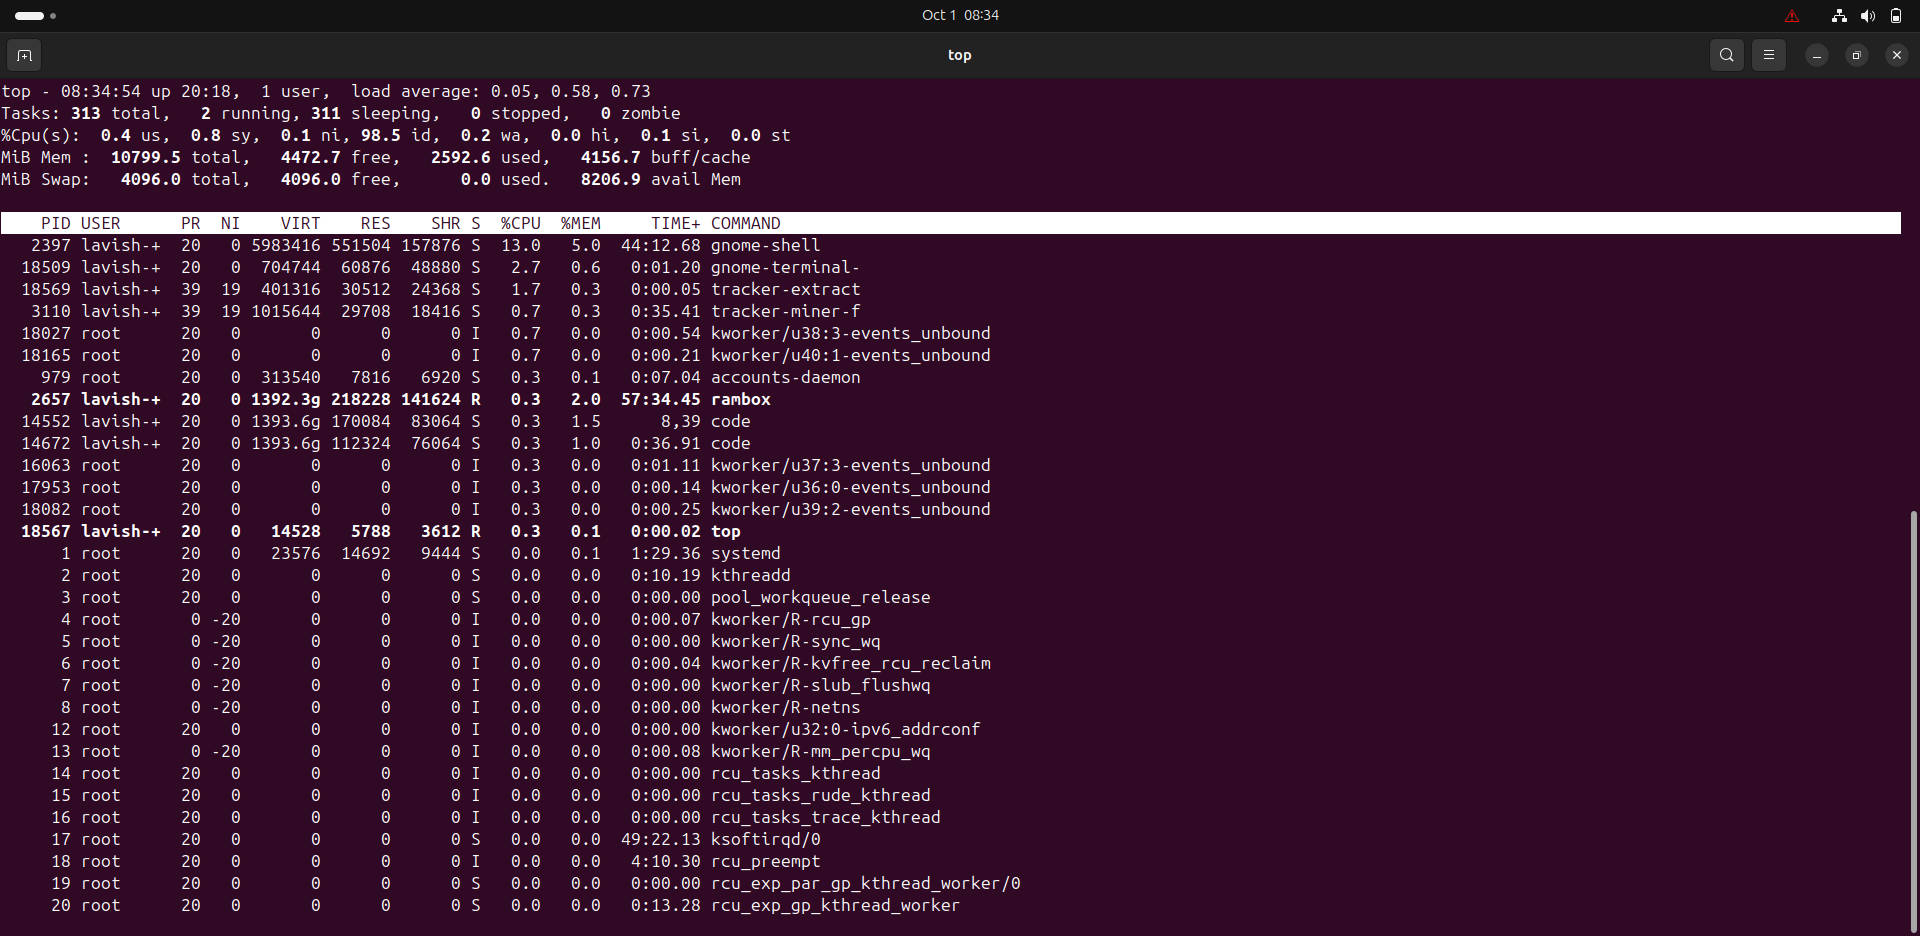 Oct 1 08:34
top
top - 08:34:54 up 20:18,  1 user,  load average: 0.05, 0.58, 0.73
Tasks: 313 total,   2 running, 311 sleeping,   0 stopped,   0 zombie
%Cpu(s):  0.4 us,  0.8 sy,  0.1 ni, 98.5 id,  0.2 wa,  0.0 hi,  0.1 si,  0.0 st
MiB Mem :  10799.5 total,   4472.7 free,   2592.6 used,   4156.7 buff/cache
MiB Swap:   4096.0 total,   4096.0 free,      0.0 used.   8206.9 avail Mem
    PID USER      PR  NI    VIRT    RES    SHR S  %CPU  %MEM     TIME+ COMMAND
   2397 lavish-+  20   0 5983416 551504 157876 S  13.0   5.0  44:12.68 gnome-shell
  18509 lavish-+  20   0  704744  60876  48880 S   2.7   0.6   0:01.20 gnome-terminal-
  18569 lavish-+  39  19  401316  30512  24368 S   1.7   0.3   0:00.05 tracker-extract
   3110 lavish-+  39  19 1015644  29708  18416 S   0.7   0.3   0:35.41 tracker-miner-f
  18027 root      20   0       0      0      0 I   0.7   0.0   0:00.54 kworker/u38:3-events_unbound
  18165 root      20   0       0      0      0 I   0.7   0.0   0:00.21 kworker/u40:1-events_unbound
    979 root      20   0  313540   7816   6920 S   0.3   0.1   0:07.04 accounts-daemon
   2657 lavish-+  20   0 1392.3g 218228 141624 R   0.3   2.0  57:34.45 rambox
  14552 lavish-+  20   0 1393.6g 170084  83064 S   0.3   1.5      8,39 code
  14672 lavish-+  20   0 1393.6g 112324  76064 S   0.3   1.0   0:36.91 code
  16063 root      20   0       0      0      0 I   0.3   0.0   0:01.11 kworker/u37:3-events_unbound
  17953 root      20   0       0      0      0 I   0.3   0.0   0:00.14 kworker/u36:0-events_unbound
  18082 root      20   0       0      0      0 I   0.3   0.0   0:00.25 kworker/u39:2-events_unbound
  18567 lavish-+  20   0   14528   5788   3612 R   0.3   0.1   0:00.02 top
      1 root      20   0   23576  14692   9444 S   0.0   0.1   1:29.36 systemd
      2 root      20   0       0      0      0 S   0.0   0.0   0:10.19 kthreadd
      3 root      20   0       0      0      0 S   0.0   0.0   0:00.00 pool_workqueue_release
      4 root       0 -20       0      0      0 I   0.0   0.0   0:00.07 kworker/R-rcu_gp
      5 root       0 -20       0      0      0 I   0.0   0.0   0:00.00 kworker/R-sync_wq
      6 root       0 -20       0      0      0 I   0.0   0.0   0:00.04 kworker/R-kvfree_rcu_reclaim
      7 root       0 -20       0      0      0 I   0.0   0.0   0:00.00 kworker/R-slub_flushwq
      8 root       0 -20       0      0      0 I   0.0   0.0   0:00.00 kworker/R-netns
     12 root      20   0       0      0      0 I   0.0   0.0   0:00.00 kworker/u32:0-ipv6_addrconf
     13 root       0 -20       0      0      0 I   0.0   0.0   0:00.08 kworker/R-mm_percpu_wq
     14 root      20   0       0      0      0 I   0.0   0.0   0:00.00 rcu_tasks_kthread
     15 root      20   0       0      0      0 I   0.0   0.0   0:00.00 rcu_tasks_rude_kthread
     16 root      20   0       0      0      0 I   0.0   0.0   0:00.00 rcu_tasks_trace_kthread
     17 root      20   0       0      0      0 S   0.0   0.0  49:22.13 ksoftirqd/0
     18 root      20   0       0      0      0 I   0.0   0.0   4:10.30 rcu_preempt
     19 root      20   0       0      0      0 S   0.0   0.0   0:00.00 rcu_exp_par_gp_kthread_worker/0
     20 root      20   0       0      0      0 S   0.0   0.0   0:13.28 rcu_exp_gp_kthread_worker